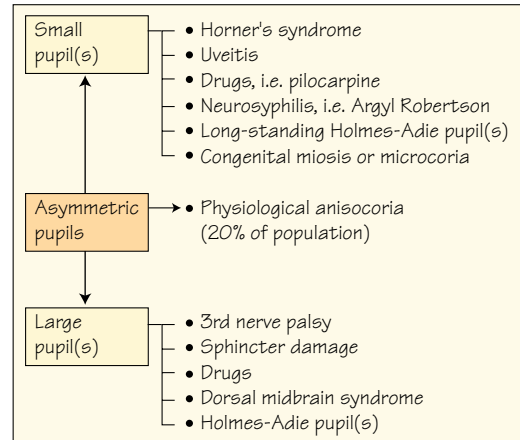 Small
pupil(s)
• Horner's syndrome
• Uveitis
• Drugs, i.e. pilocarpine
• Neurosyphilis, i.e. Argyl Robertson
• Long-standing Holmes-Adie pupil(s)
• Congenital miosis or microcoria
Asymmetric
pupils
• Physiological anisocoria
(20% of population)
Large
pupil(s)
• 3rd nerve palsy
• Sphincter damage
• Drugs
• Dorsal midbrain syndrome
• Holmes-Adie pupil(s)